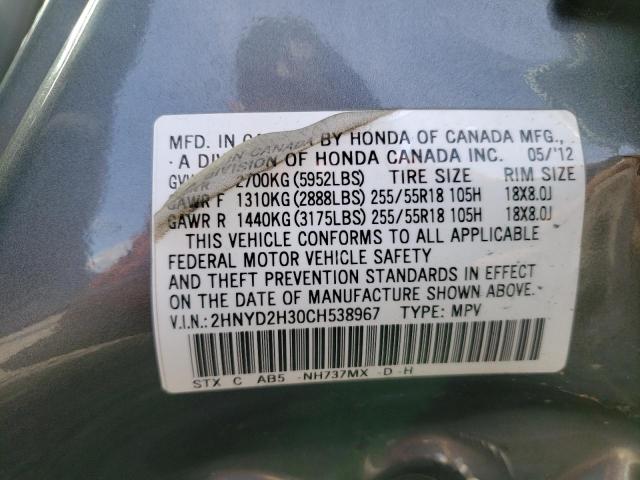 MFD. IN CANADA BY HONDA OF CANADA MFG.,
A DIVISION OF HONDA CANADA INC. 05/'12
GVWR 2700KG(5952LBS) TIRE SIZE RIM SIZE
GAWR F 1310KG(2888LBS) 255/55R18 105H 18X8.0J
GAWR R 1440KG(3175LBS) 255/55R18 105H 18X8.0J
THIS VEHICLE CONFORMS TO ALL APPLICABLE
FEDERAL MOTOR VEHICLE SAFETY
AND THEFT PREVENTION STANDARDS IN EFFECT
ON THE DATE OF MANUFACTURE SHOWN ABOVE.
V.I.N.:2HNYD2H30CH538967 TYPE: MPV
STX C AB5 -NH737MX -D -H